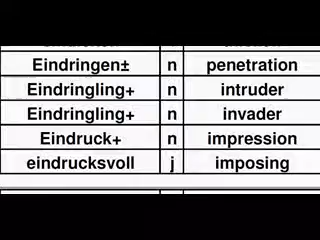 Eindringen± n penetration
Eindringling+ n intruder
Eindringling+ n invader
Eindruck+ n impression
eindrucksvoll j imposing